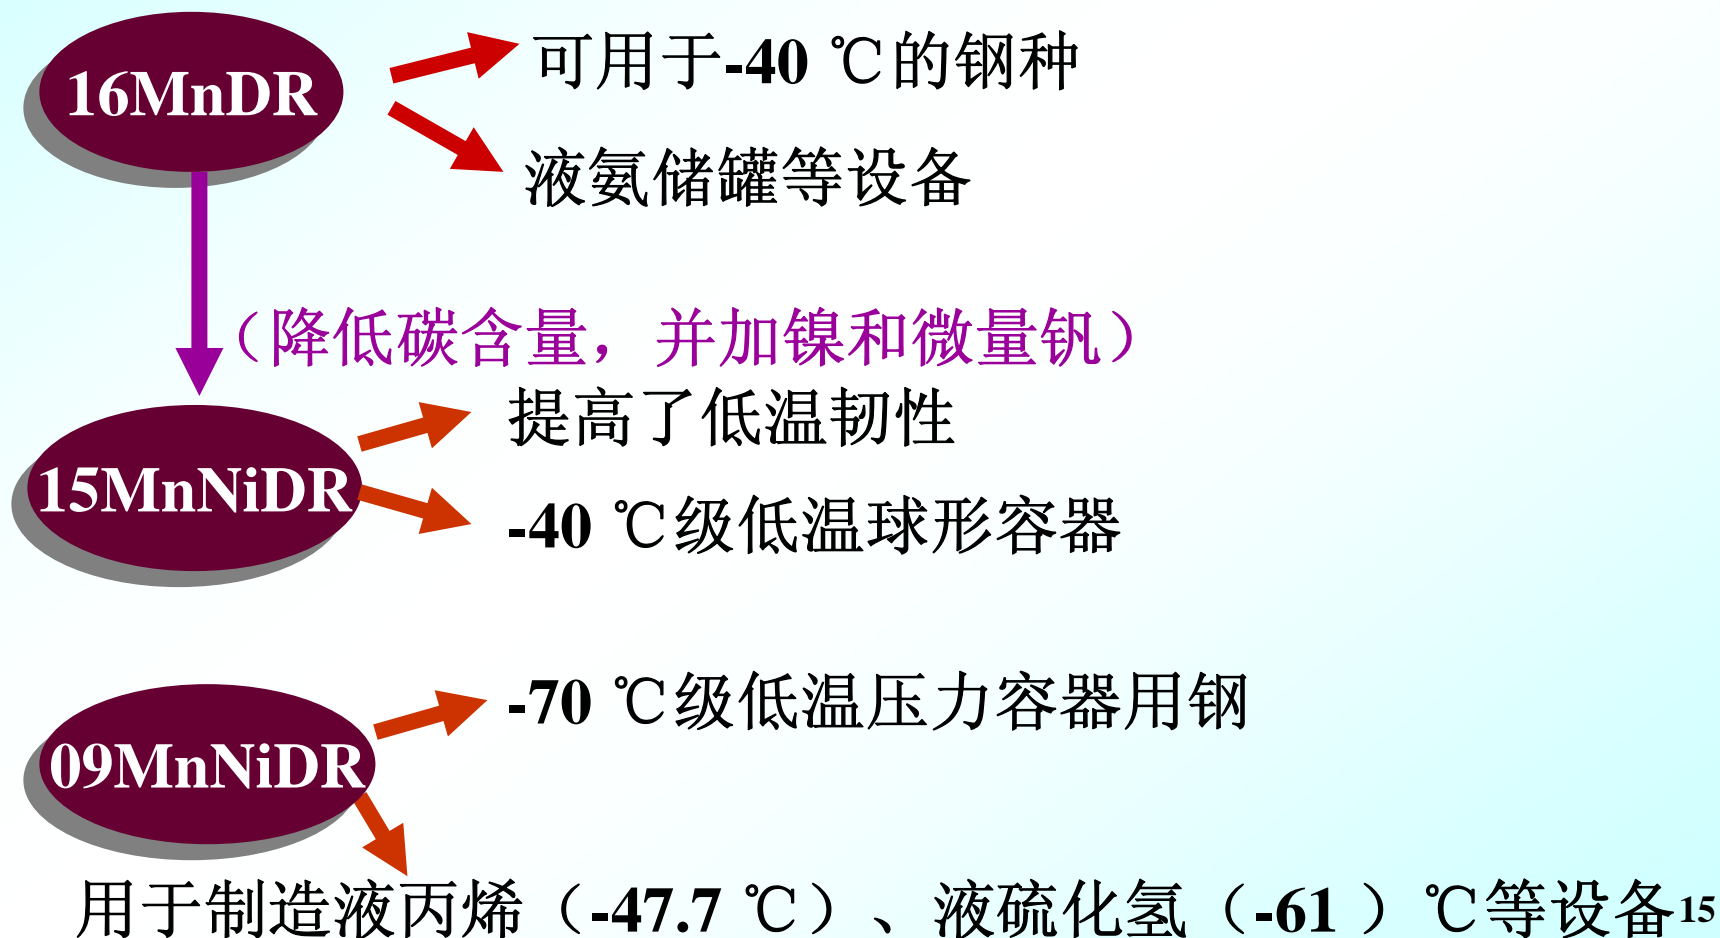 16MnDR
可用于-40 ℃的钢种
液氨储罐等设备
（降低碳含量，并加镍和微量钒）
15MnNiDR
提高了低温韧性
-40 ℃级低温球形容器
09MnNiDR
-70 ℃级低温压力容器用钢
用于制造液丙烯（-47.7 ℃）、液硫化氢（-61 ）℃等设备
15